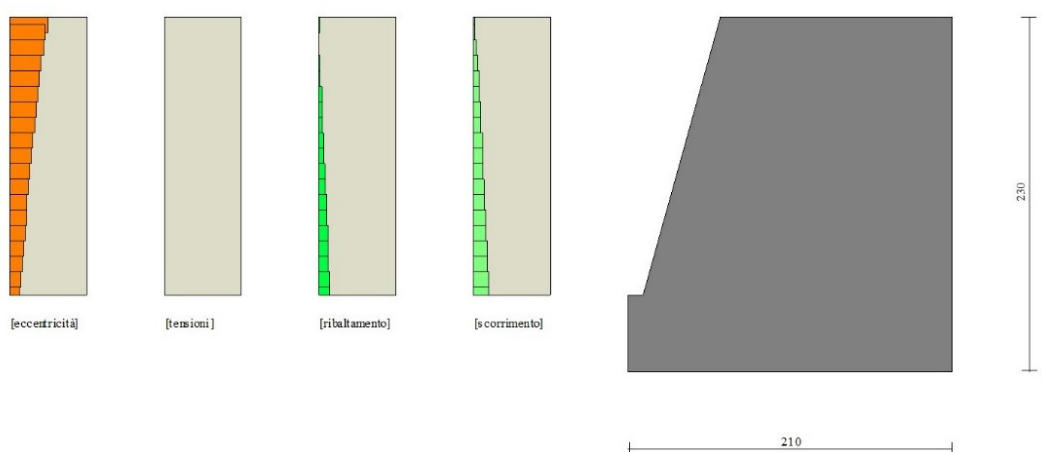 230
[eccentricità]
[tensioni]
[ribaltamento]
[scorrimento]
210